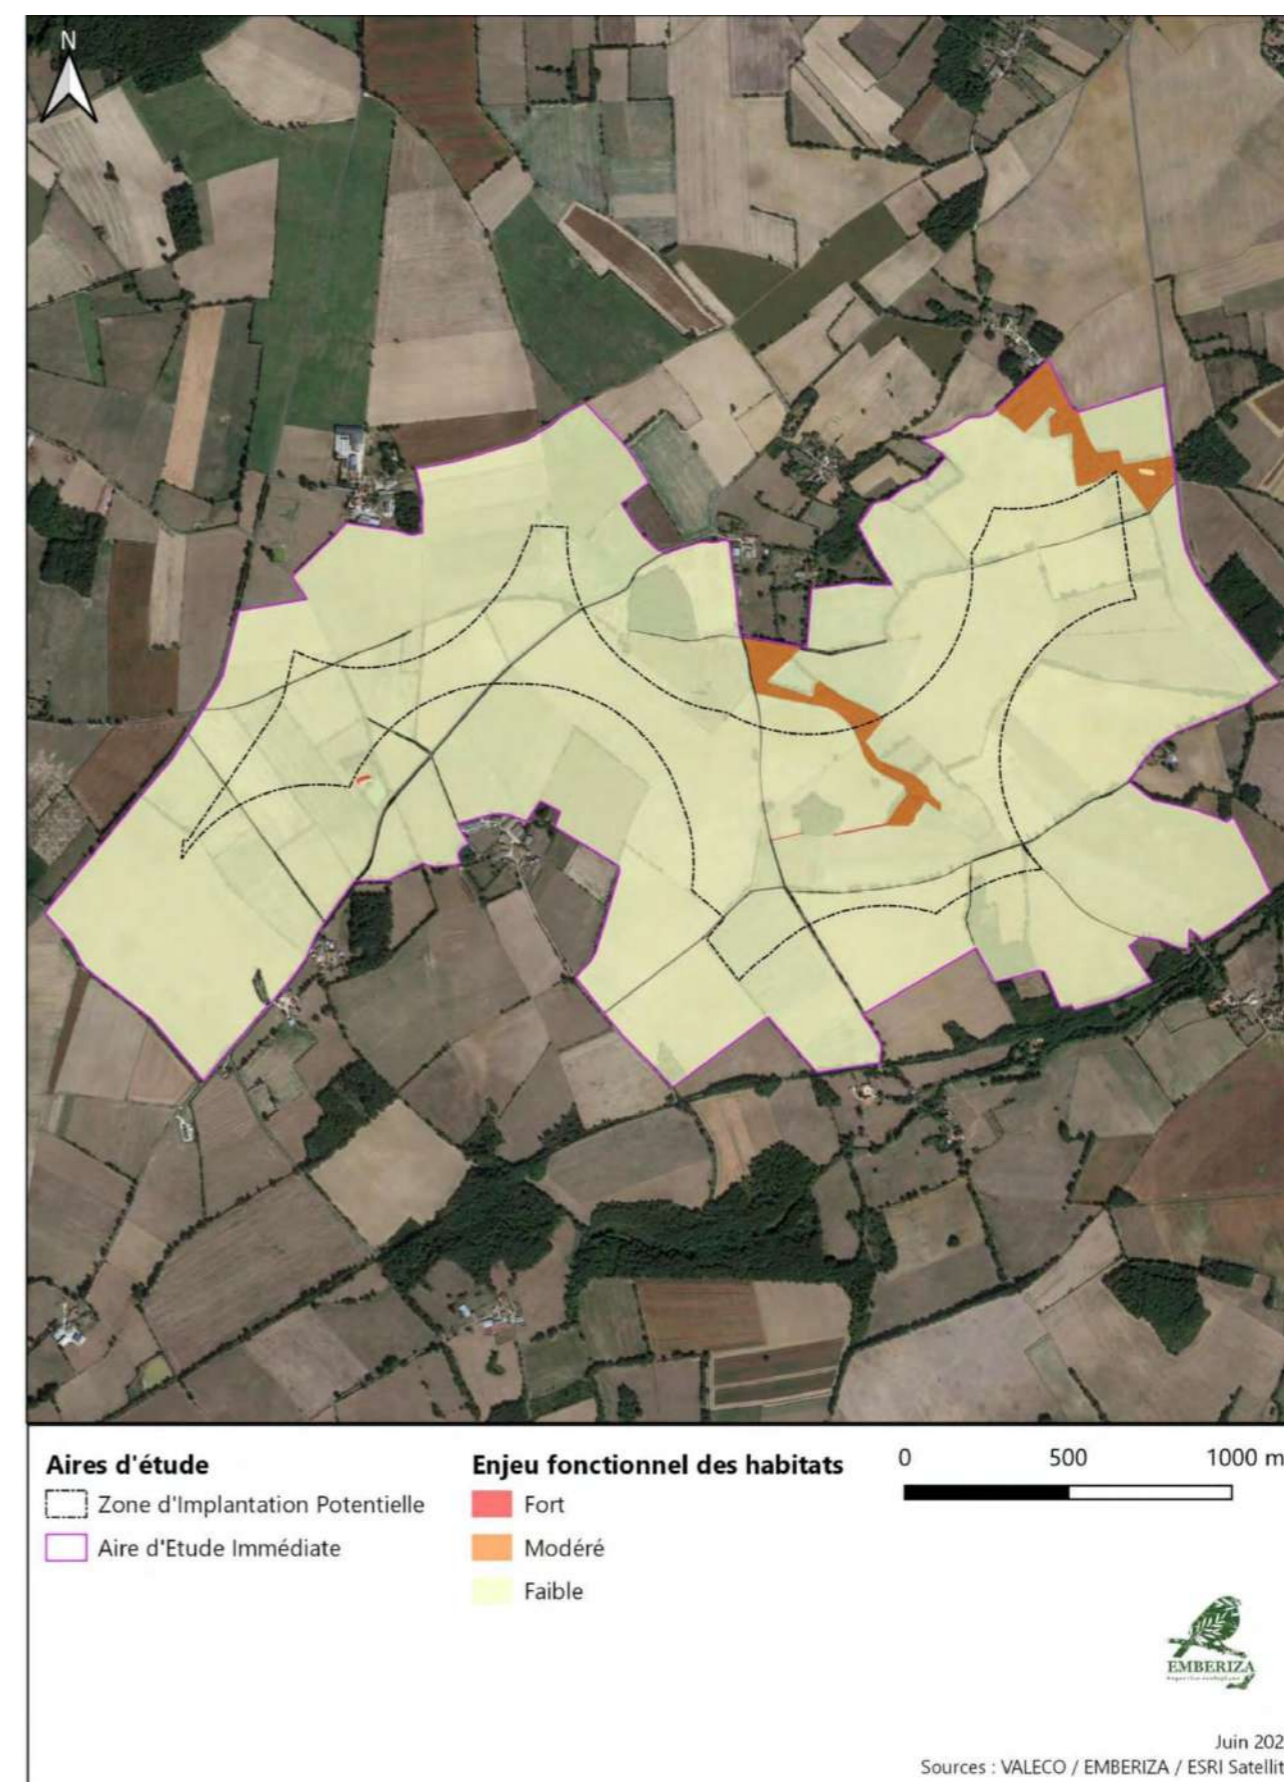 N
Aires d'étude
Zone d'Implantation Potentielle
Aire d'Etude Immédiate
Enjeu fonctionnel des habitats
Fort
Modéré
Faible
0 500 1000 m
EMBERIZA
Juin 202
Sources : VALECO / EMBERIZA / ESRI Satellit